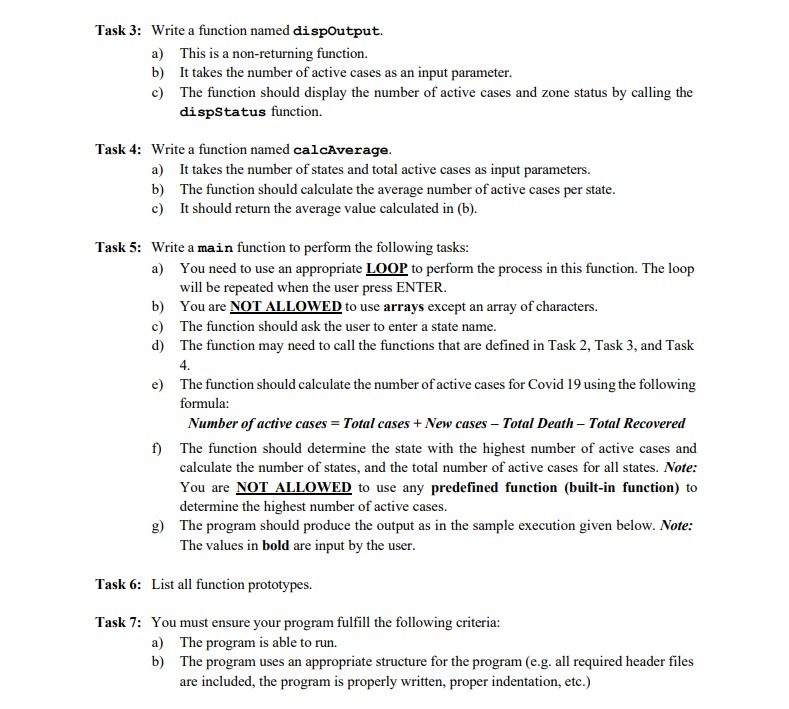 Task 3: Write a function named dispOutput.
a) This is a non-returning function.
b) It takes the number of active cases as an input parameter.
c) The function should display the number of active cases and zone status by calling the
dispStatus function.
Task 4: Write a function named calcAverage.
a) It takes the number of states and total active cases as input parameters.
b) The function should calculate the average number of active cases per state.
c) It should return the average value calculated in (b).
Task 5: Write a main function to perform the following tasks:
a) You need to use an appropriate LOOP to perform the process in this function. The loop
will be repeated when the user press ENTER.
b) You are NOT ALLOWED to use arrays except an array of characters.
c) The function should ask the user to enter a state name.
d) The function may need to call the functions that are defined in Task 2, Task 3, and Task
4.
e) The function should calculate the number of active cases for Covid 19 using the following
formula:
Number of active cases = Total cases + New cases – Total Death – Total Recovered
f) The function should determine the state with the highest number of active cases and
calculate the number of states, and the total number of active cases for all states. Note:
You are NOT ALLOWED to use any predefined function (built-in function) to
determine the highest number of active cases.
g) The program should produce the output as in the sample execution given below. Note:
The values in bold are input by the user.
Task 6: List all function prototypes.
Task 7: You must ensure your program fulfill the following criteria:
a) The program is able to run.
b) The program uses an appropriate structure for the program (e.g. all required header files
are included, the program is properly written, proper indentation, etc.)